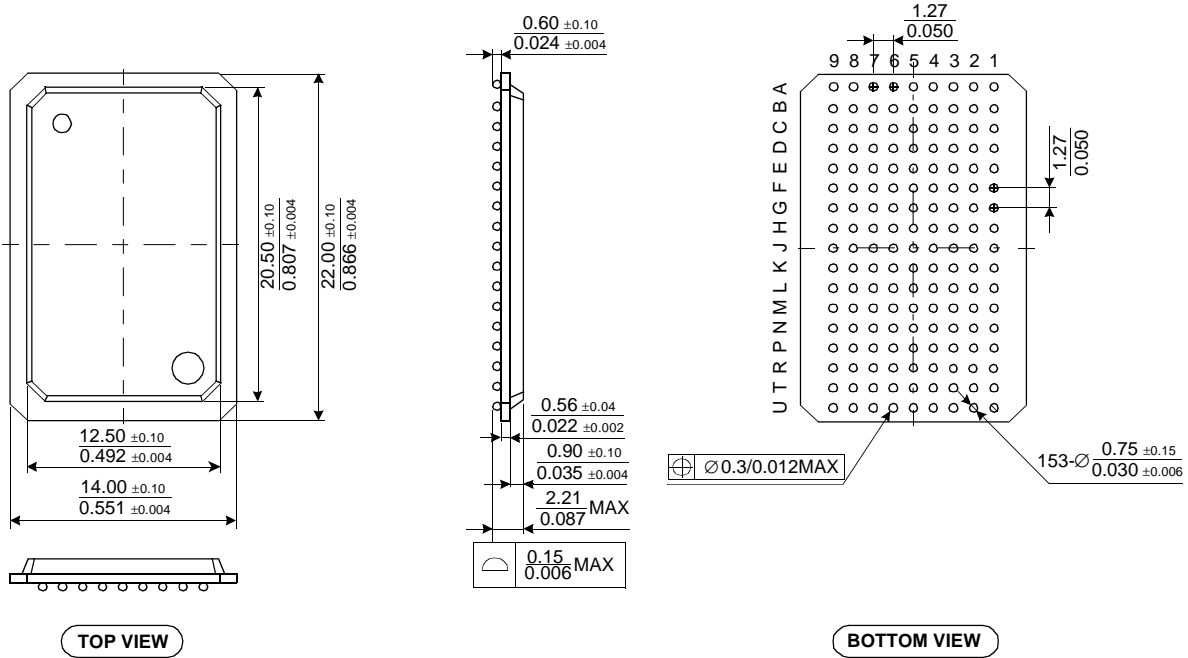 0.60 ±0.10
0.024 ±0.004
1.27
0.050
9 8 7 6 5 4 3 2 1
A
B
C
D
E
F
G
H
J
K
L
M
N
P
R
T
U
1.27
0.050
20.50 ±0.10
0.807 ±0.004
22.00 ±0.10
0.866 ±0.004
12.50 ±0.10
0.492 ±0.004
14.00 ±0.10
0.551 ±0.004
0.56 ±0.04
0.022 ±0.002
0.90 ±0.10
0.035 ±0.004
2.21
0.087 MAX
0.15
0.006 MAX
Ø0.3/0.012MAX
153-Ø 0.75 ±0.15
0.030 ±0.006
TOP VIEW
BOTTOM VIEW